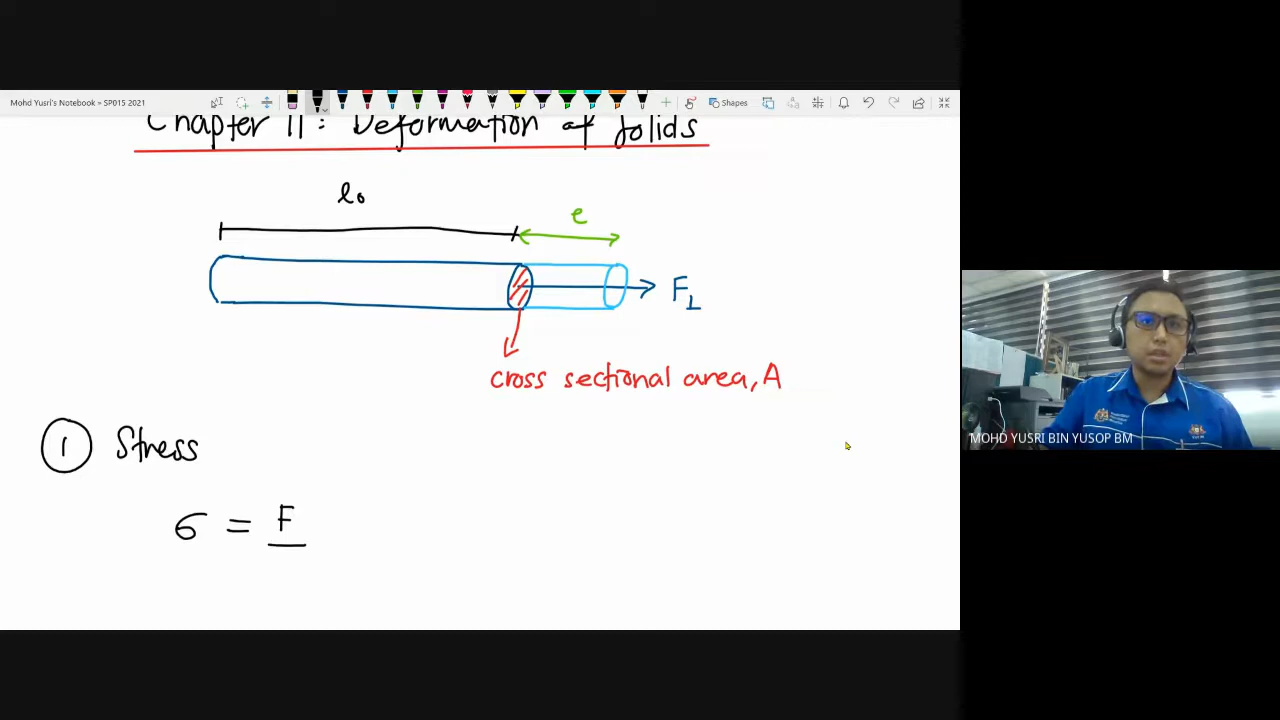 Mohd Yusri's Notebook » SP015 2021
Shapes
Chapter 11: Deformation of Solids
l₀
e
F⊥
cross sectional area, A
① Stress
σ = F
MOHD YUSRI BIN YUSOP BM